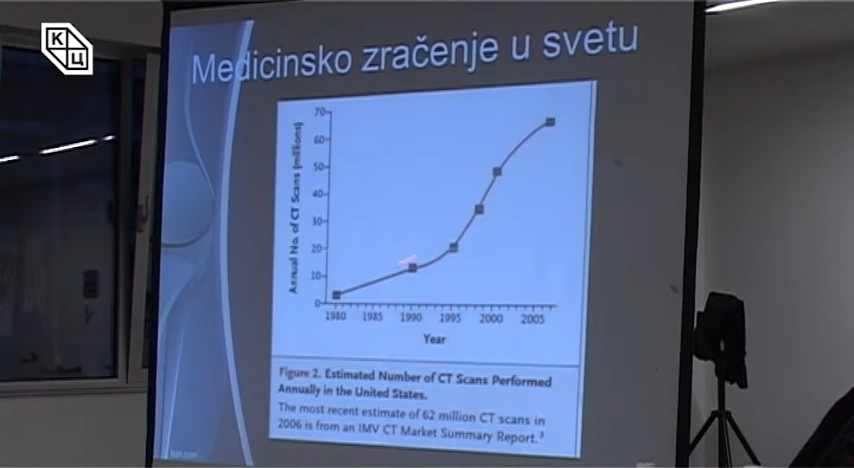 КЦ
Medicinsko zračenje u svetu
Annual No. of CT Scans (millions)
70
60
50
40
30
20
10
0
1980 1985 1990 1995 2000 2005
Year
Figure 2. Estimated Number of CT Scans Performed
Annually in the United States.
The most recent estimate of 62 million CT scans in
2006 is from an IMV CT Market Summary Report.³